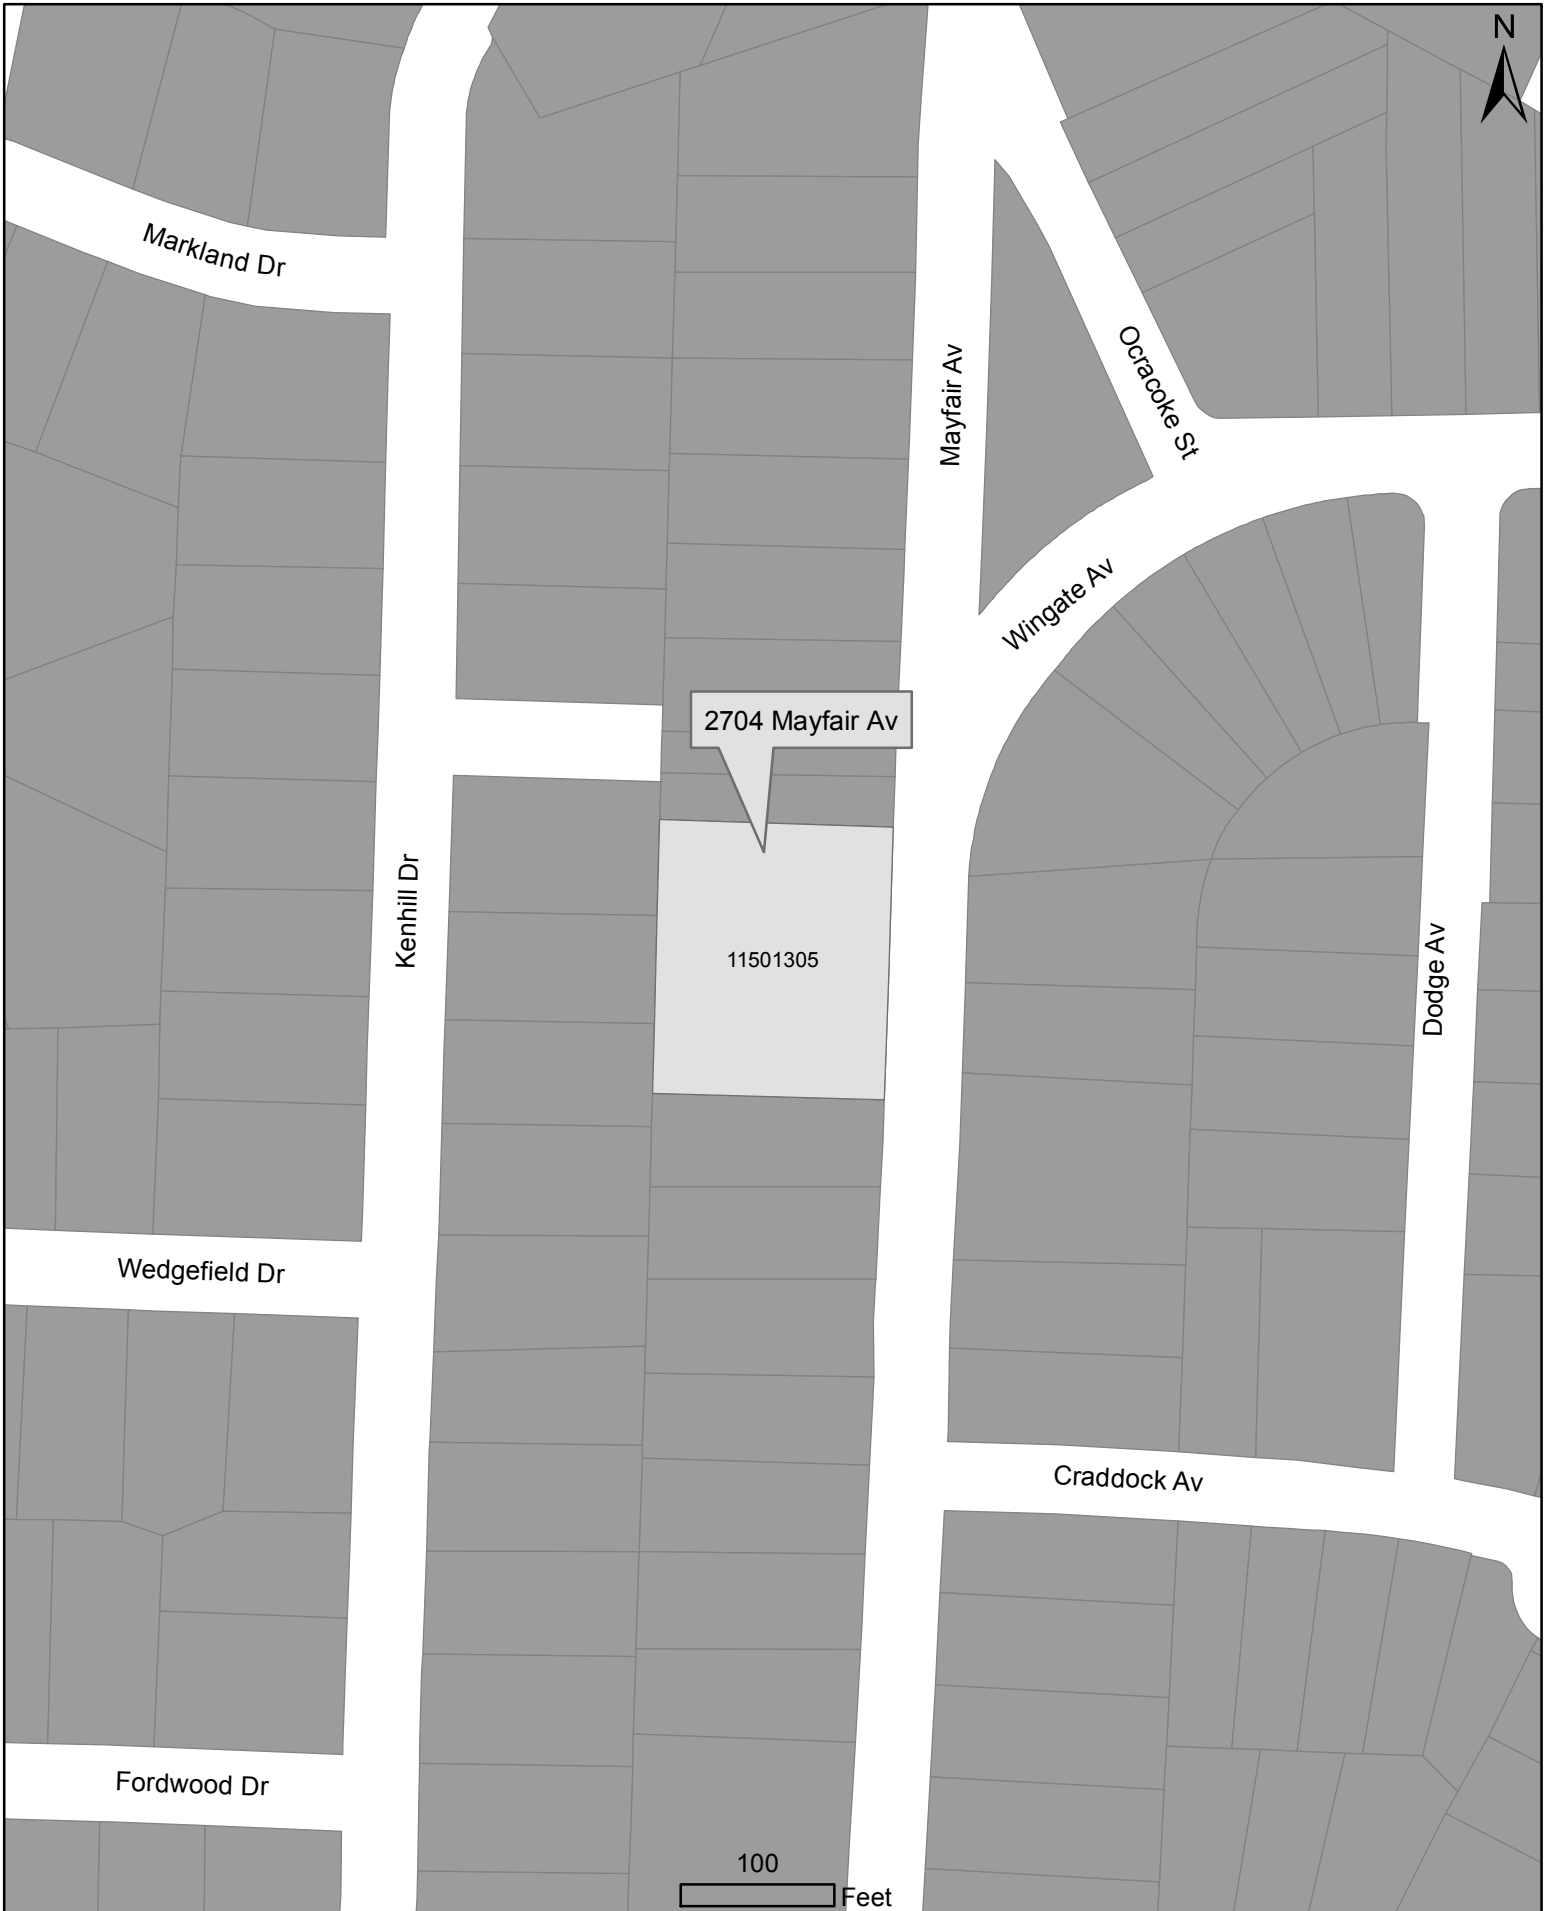 N
Markland Dr
Ocracoke St
Mayfair Av
Wingate Av
2704 Mayfair Av
Kenhill Dr
11501305
Dodge Av
Wedgefield Dr
Craddock Av
Fordwood Dr
100
Feet